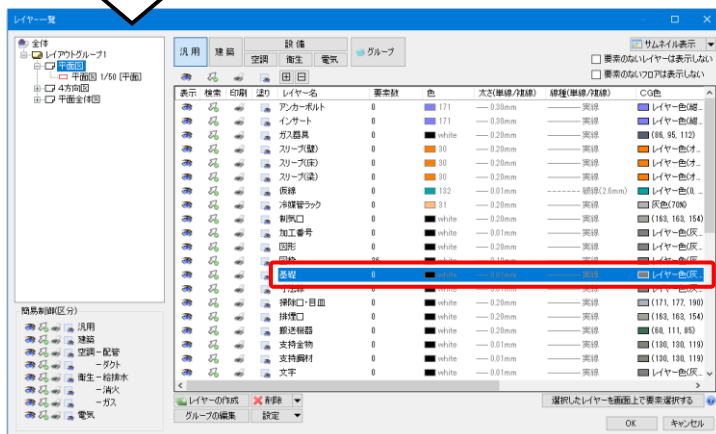 レイヤー一覧
全体
レイアウトグループ1
平面図
平面図 1/50 [平面]
4方向図
平面全体図
汎用 建築 設備 グループ サムネイル表示
空調 衛生 電気
要素のないレイヤーは表示しない
要素のないフロアは表示しない
表示 検索 印刷 塗り レイヤー名 要素数 色 太さ(単線/複線) 線種(単線/複線) CG色
アンカーボルト 0 171 0.30mm 実線 レイヤー色(紺...
インサート 0 171 0.30mm 実線 レイヤー色(紺...
ガス器具 0 white 0.20mm 実線 (86, 95, 112)
スリーブ(壁) 0 30 0.20mm 実線 レイヤー色(オ...
スリーブ(床) 0 30 0.20mm 実線 レイヤー色(オ...
スリーブ(梁) 0 30 0.20mm 実線 レイヤー色(オ...
仮線 0 132 0.01mm 破線(2.6mm) レイヤー色(0, ...
冷媒管ラック 0 31 0.20mm 実線 灰色(70%)
制気口 0 white 0.20mm 実線 (163, 163, 154)
加工番号 0 white 0.01mm 実線 レイヤー色(灰...
図形 0 white 0.20mm 実線 レイヤー色(灰...
図枠
基礎 0 white 0.01mm 実線 レイヤー色(灰...
寸法線 0 white 0.01mm 実線 レイヤー色(灰...
掃除口・目皿 0 white 0.20mm 実線 (171, 177, 190)
排煙口 0 white 0.20mm 実線 (163, 163, 154)
搬送機器 0 white 0.20mm 実線 (60, 111, 85)
支持金物 0 white 0.01mm 実線 (130, 130, 119)
支持鋼材 0 white 0.01mm 実線 (130, 130, 119)
文字 0 white 0.01mm 実線 レイヤー色(灰...
簡易制御(区分)
汎用
建築
空調-配管
-ダクト
衛生-給排水
-消火
-ガス
電気
レイヤーの作成 削除 選択したレイヤーを画面上で要素選択する
グループの編集 設定
OK キャンセル